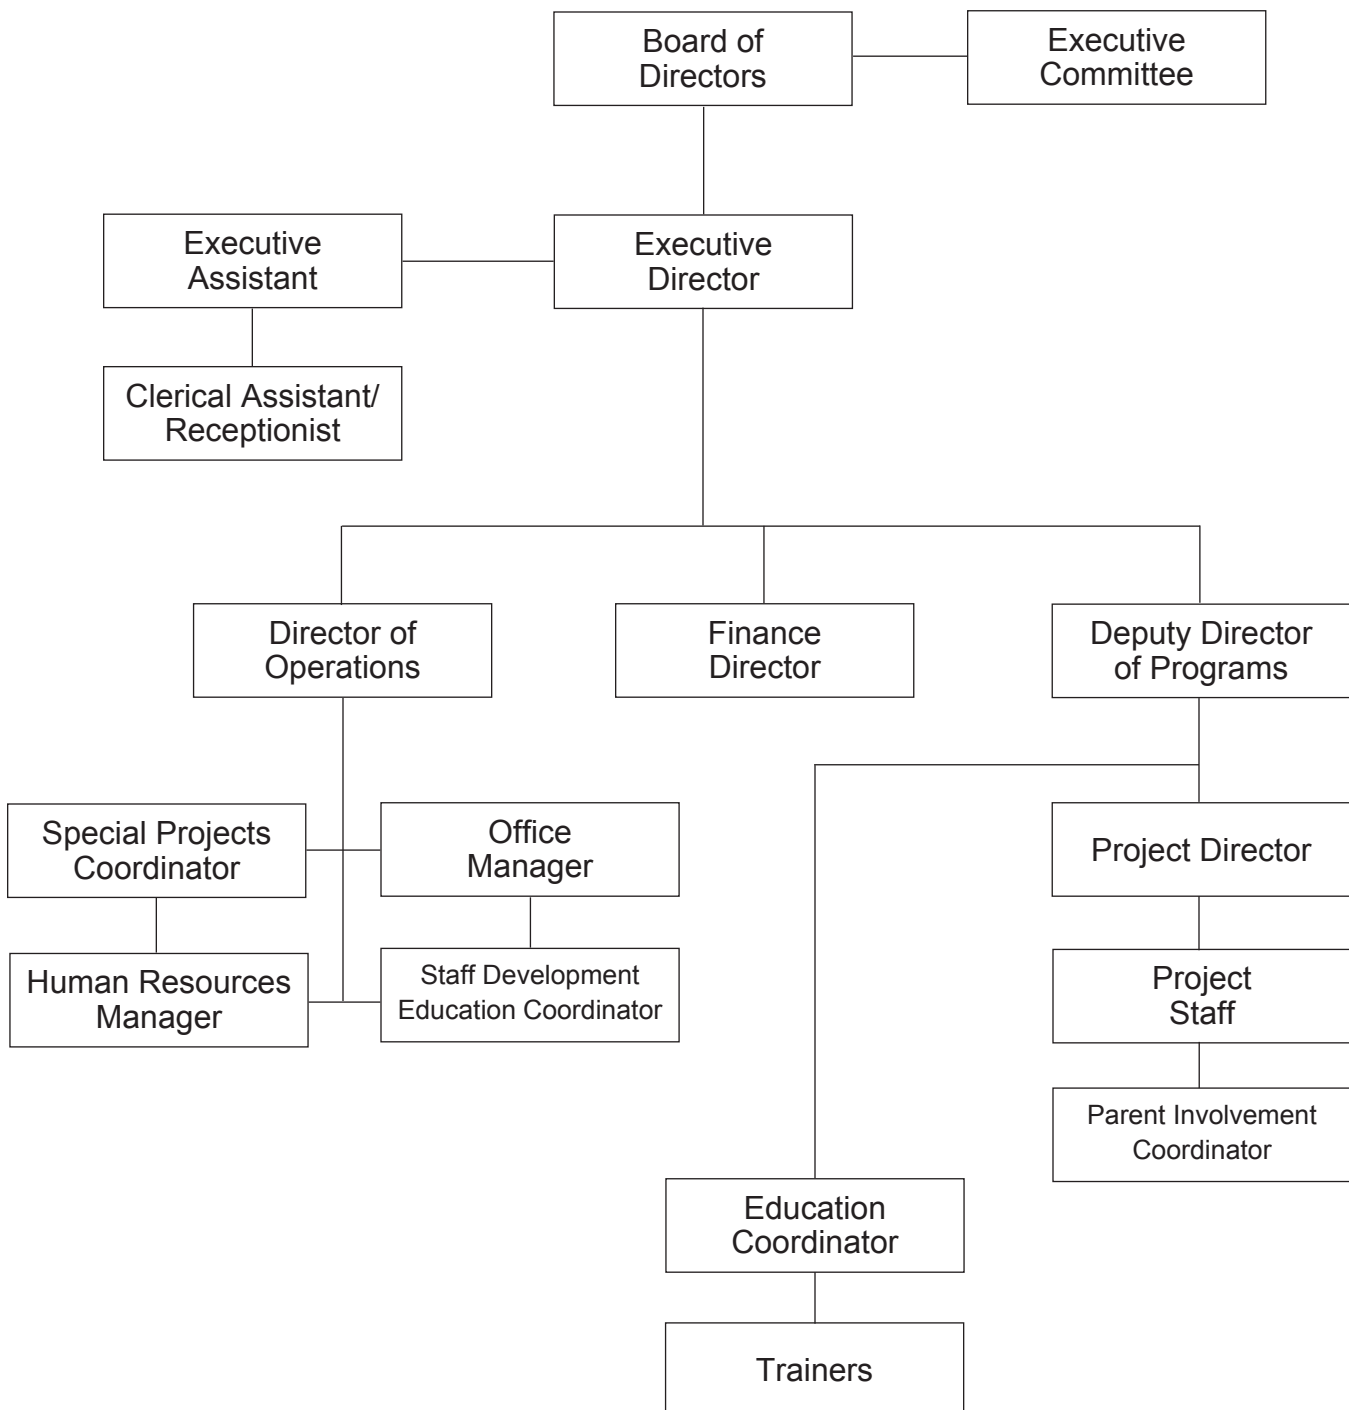 Board of
Directors
Executive
Committee
Executive
Assistant
Executive
Director
Clerical Assistant/
Receptionist
Director of
Operations
Finance
Director
Deputy Director
of Programs
Special Projects
Coordinator
Office
Manager
Project Director
Human Resources
Manager
Staff Development
Education Coordinator
Project
Staff
Parent Involvement
Coordinator
Education
Coordinator
Trainers